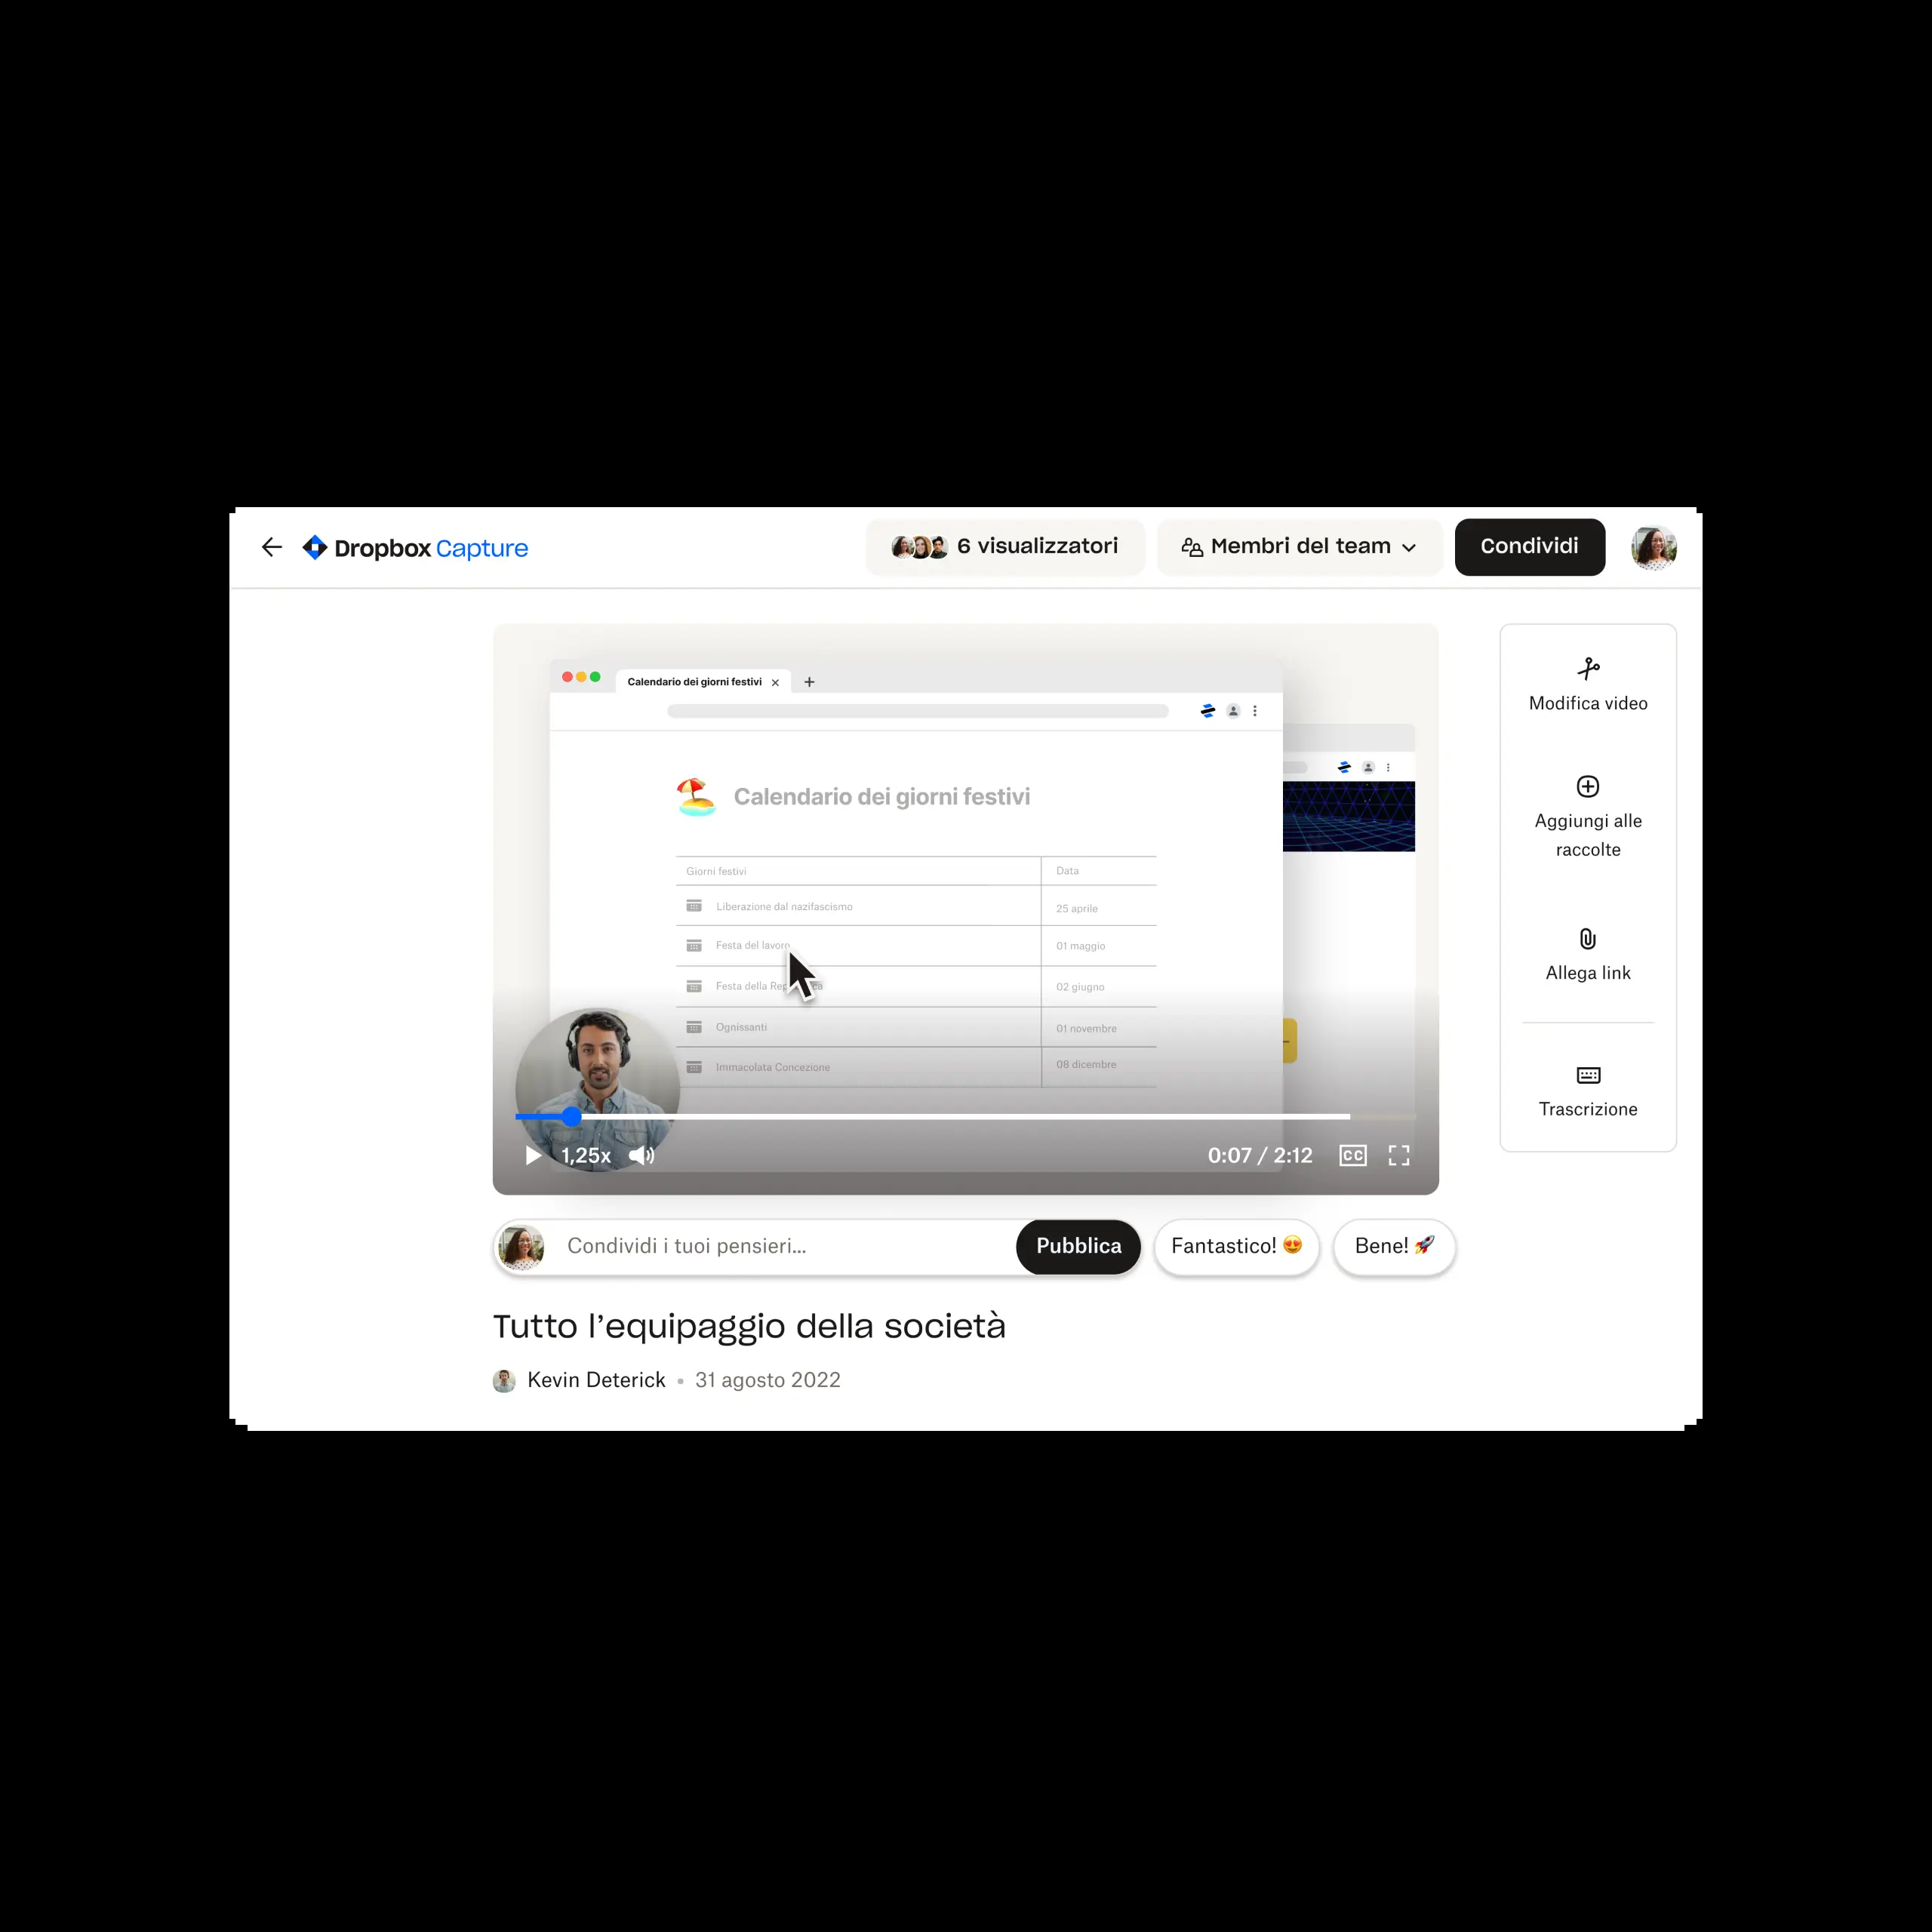 Dropbox Capture
6 visualizzatori
Membri del team
Condividi
Calendario dei giorni festivi
Calendario dei giorni festivi
Giorni festivi Data
Liberazione dal nazifascismo 25 aprile
Festa del lavoro 01 maggio
Festa della 02 giugno
Ognissanti 01 novembre
Immacolata Concezione 08 dicembre
1,25x
0:07 / 2:12
CC
Modifica video
Aggiungi alle
raccolte
Allega link
Trascrizione
Condividi i tuoi pensieri...
Pubblica
Fantastico! 😍
Bene! 🚀
Tutto l’equipaggio della società
Kevin Deterick • 31 agosto 2022